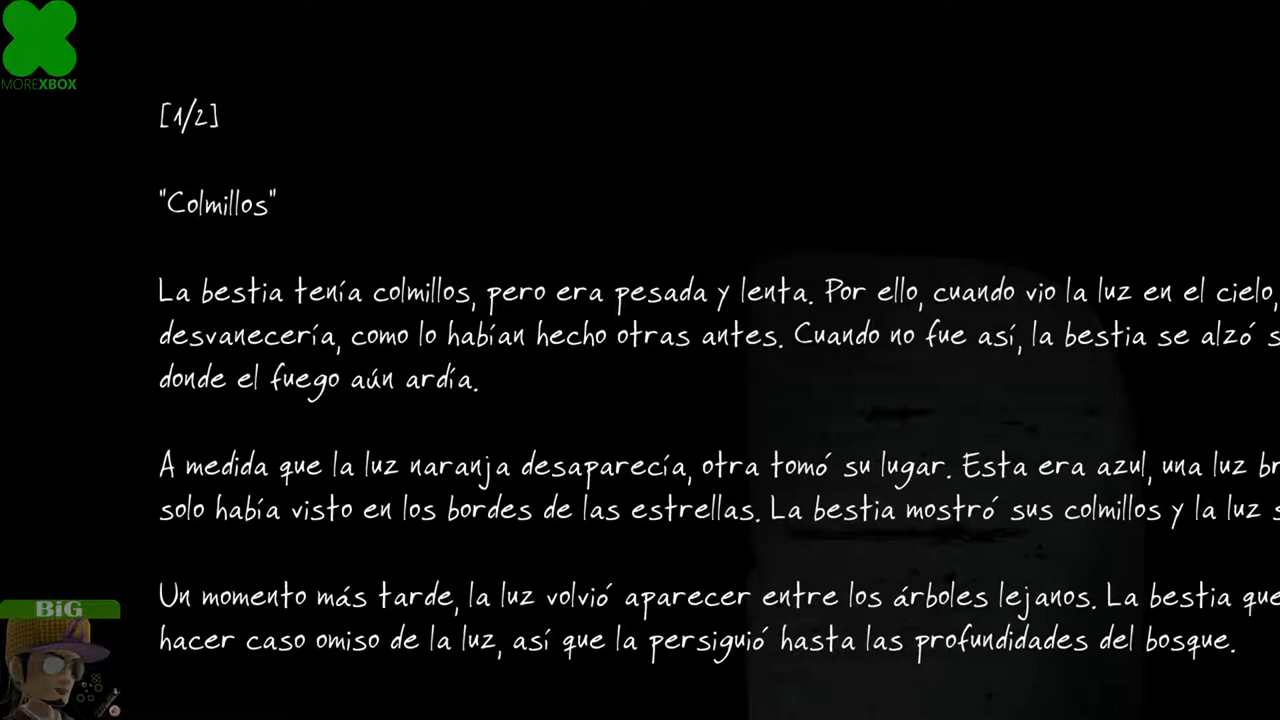 MOREXBOX
[1/2]
"Colmillos"
La bestia tenía colmillos, pero era pesada y lenta. Por ello, cuando vio la luz en el cielo,
desvanecería, como lo habían hecho otras antes. Cuando no fue así, la bestia se alzó s
donde el fuego aún ardía.
A medida que la luz naranja desaparecía, otra tomó su lugar. Esta era azul, una luz br
solo había visto en los bordes de las estrellas. La bestia mostró sus colmillos y la luz s
Un momento más tarde, la luz volvió aparecer entre los árboles lejanos. La bestia que
hacer caso omiso de la luz, así que la persiguió hasta las profundidades del bosque.
BiG